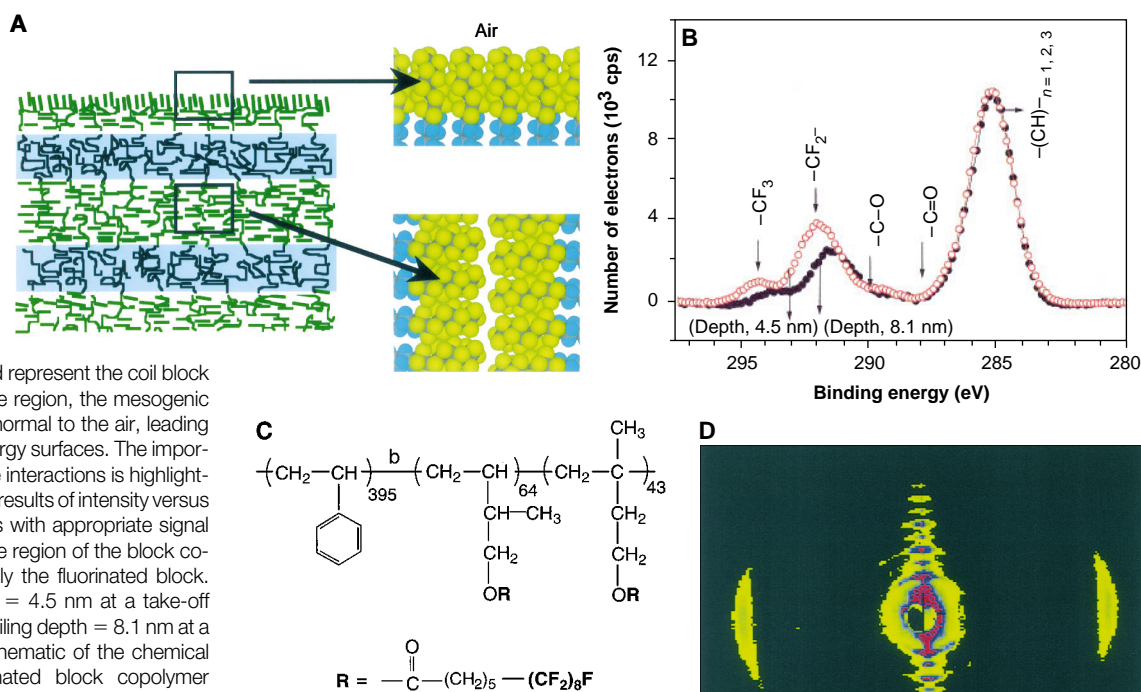 A
Air
B
Number of electrons (10³ cps)
12
8
4
0
–CF₃
–CF₂⁻
–C–O
–C=O
–(CH)⁻n = 1, 2, 3
(Depth, 4.5 nm) (Depth, 8.1 nm)
295
290
285
280
Binding energy (eV)
d represent the coil block
e region, the mesogenic
normal to the air, leading
ergy surfaces. The impor-
e interactions is highlight-
results of intensity versus
s with appropriate signal
e region of the block co-
ly the fluorinated block.
= 4.5 nm at a take-off
iling depth = 8.1 nm at a
hematic of the chemical
nated block copolymer
C
–(CH₂–CH)395–b–(CH₂–CH)64–(CH₂–C)43
CH₃
CH–CH₃
CH₂
OR
CH₂
CH₂
OR
O
R = –C–(CH₂)₅–(CF₂)₈F
D